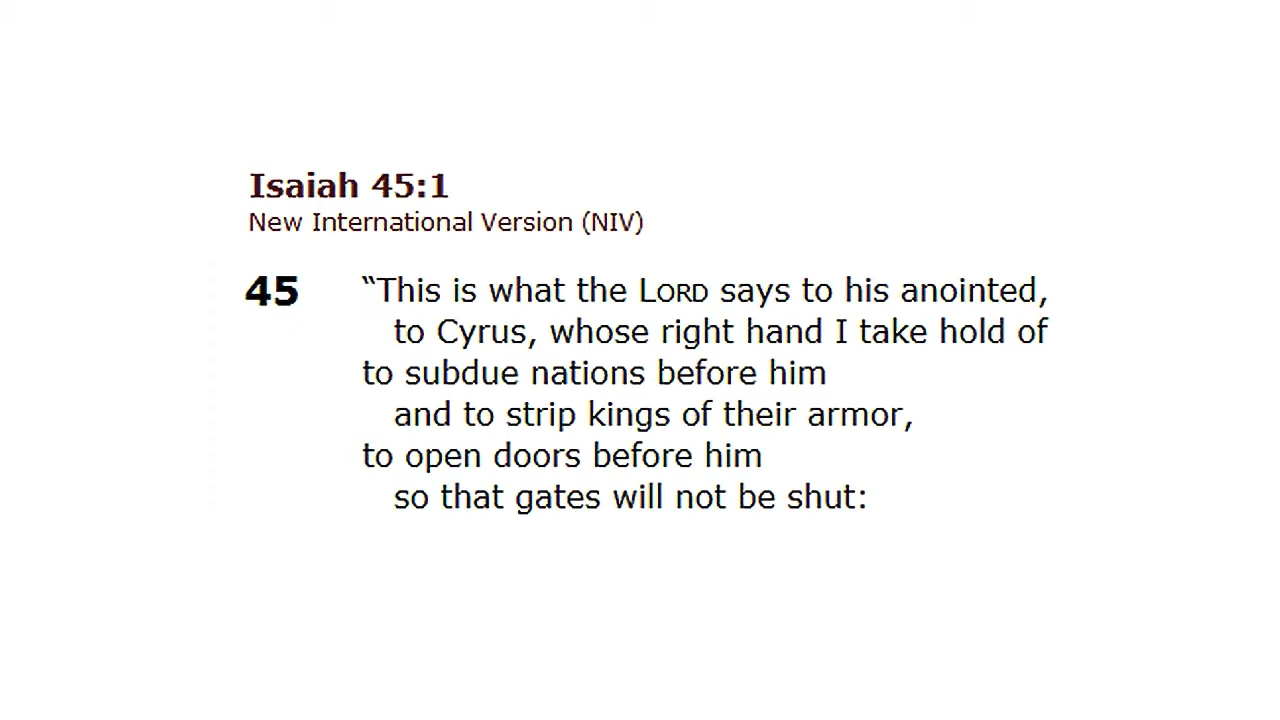 Isaiah 45:1
New International Version (NIV)
45 “This is what the LORD says to his anointed,
to Cyrus, whose right hand I take hold of
to subdue nations before him
and to strip kings of their armor,
to open doors before him
so that gates will not be shut: